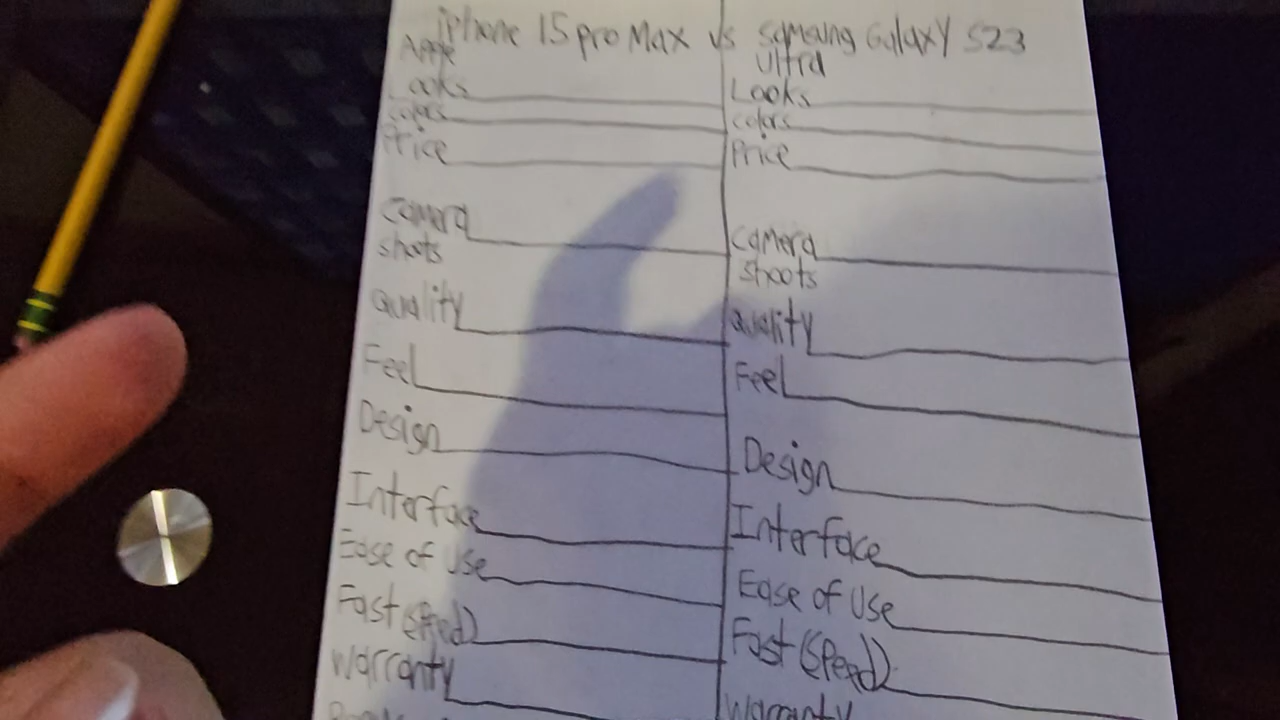 iphone 15 pro Max vs Samsung Galaxy S23
Apple
Ultra
Looks
colors
Price
camera
shoots
Quality
Feel
Design
Interface
Ease of Use
Fast (Speed)
Warranty
Looks
colors
Price
camera
shoots
Quality
Feel
Design
Interface
Ease of Use
Fast (Speed)
Warranty